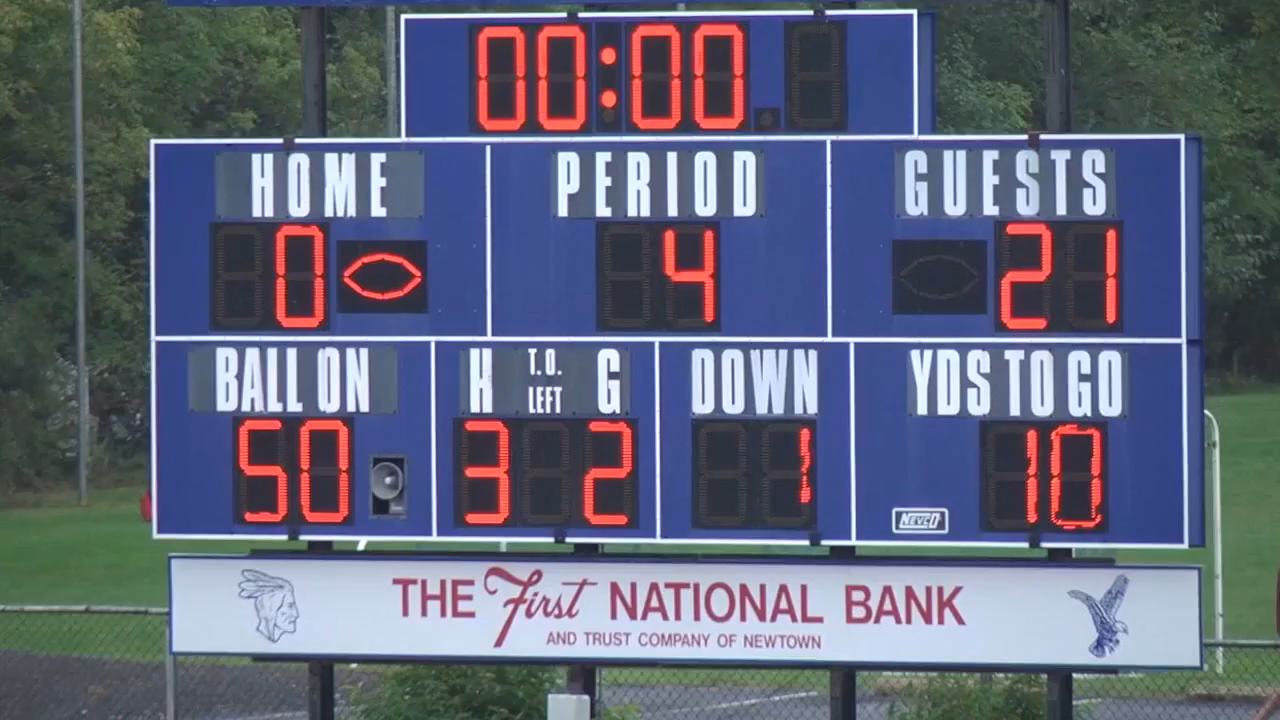 00:00
HOME PERIOD GUESTS
0 4 21
BALL ON H T.O. LEFT G DOWN YDS TO GO
50 3 2 1 10
NEVCO
THE First NATIONAL BANK
AND TRUST COMPANY OF NEWTOWN